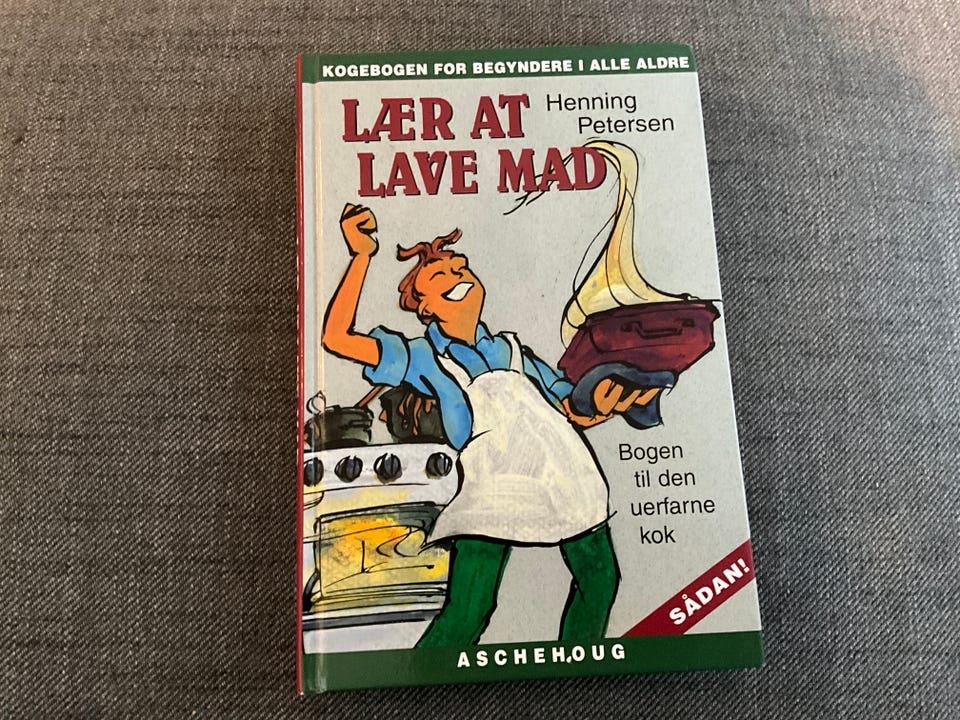 KOGEBOGEN FOR BEGYNDERE I ALLE ALDRE
LÆR AT
LAVE MAD
Henning
Petersen
Bogen
til den
uerfarne
kok
SÅDAN!
ASCHEHOUG